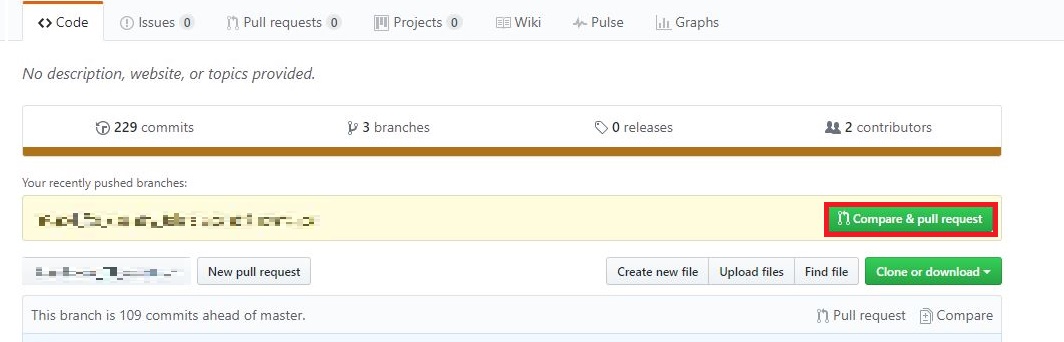 Code Issues 0 Pull requests 0 Projects 0 Wiki Pulse Graphs
No description, website, or topics provided.
229 commits 3 branches 0 releases 2 contributors
Your recently pushed branches:
Compare & pull request
New pull request Create new file Upload files Find file Clone or download
This branch is 109 commits ahead of master. Pull request Compare